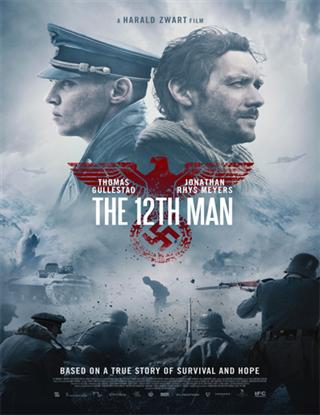 A HARALD ZWART FILM
THOMAS GULLESTAD
JONATHAN RHYS MEYERS
THE 12TH MAN
BASED ON A TRUE STORY OF SURVIVAL AND HOPE
IFC